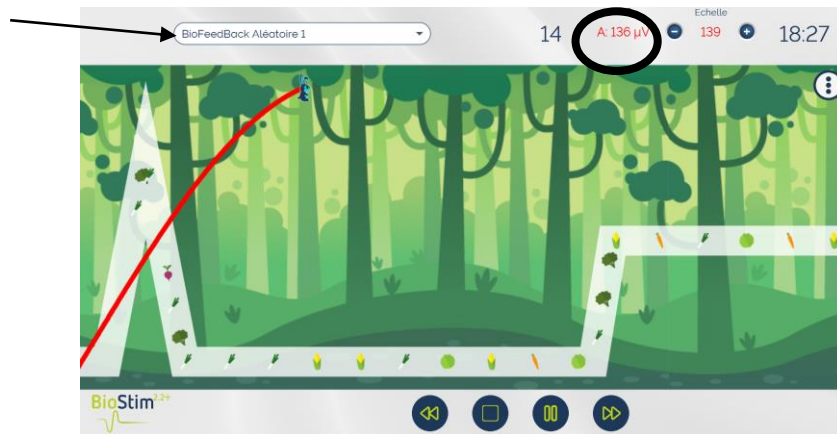 Echelle
BioFeedBack Aléatoire 1
14
A: 136 µV
139
18:27
BioStim 2.2+